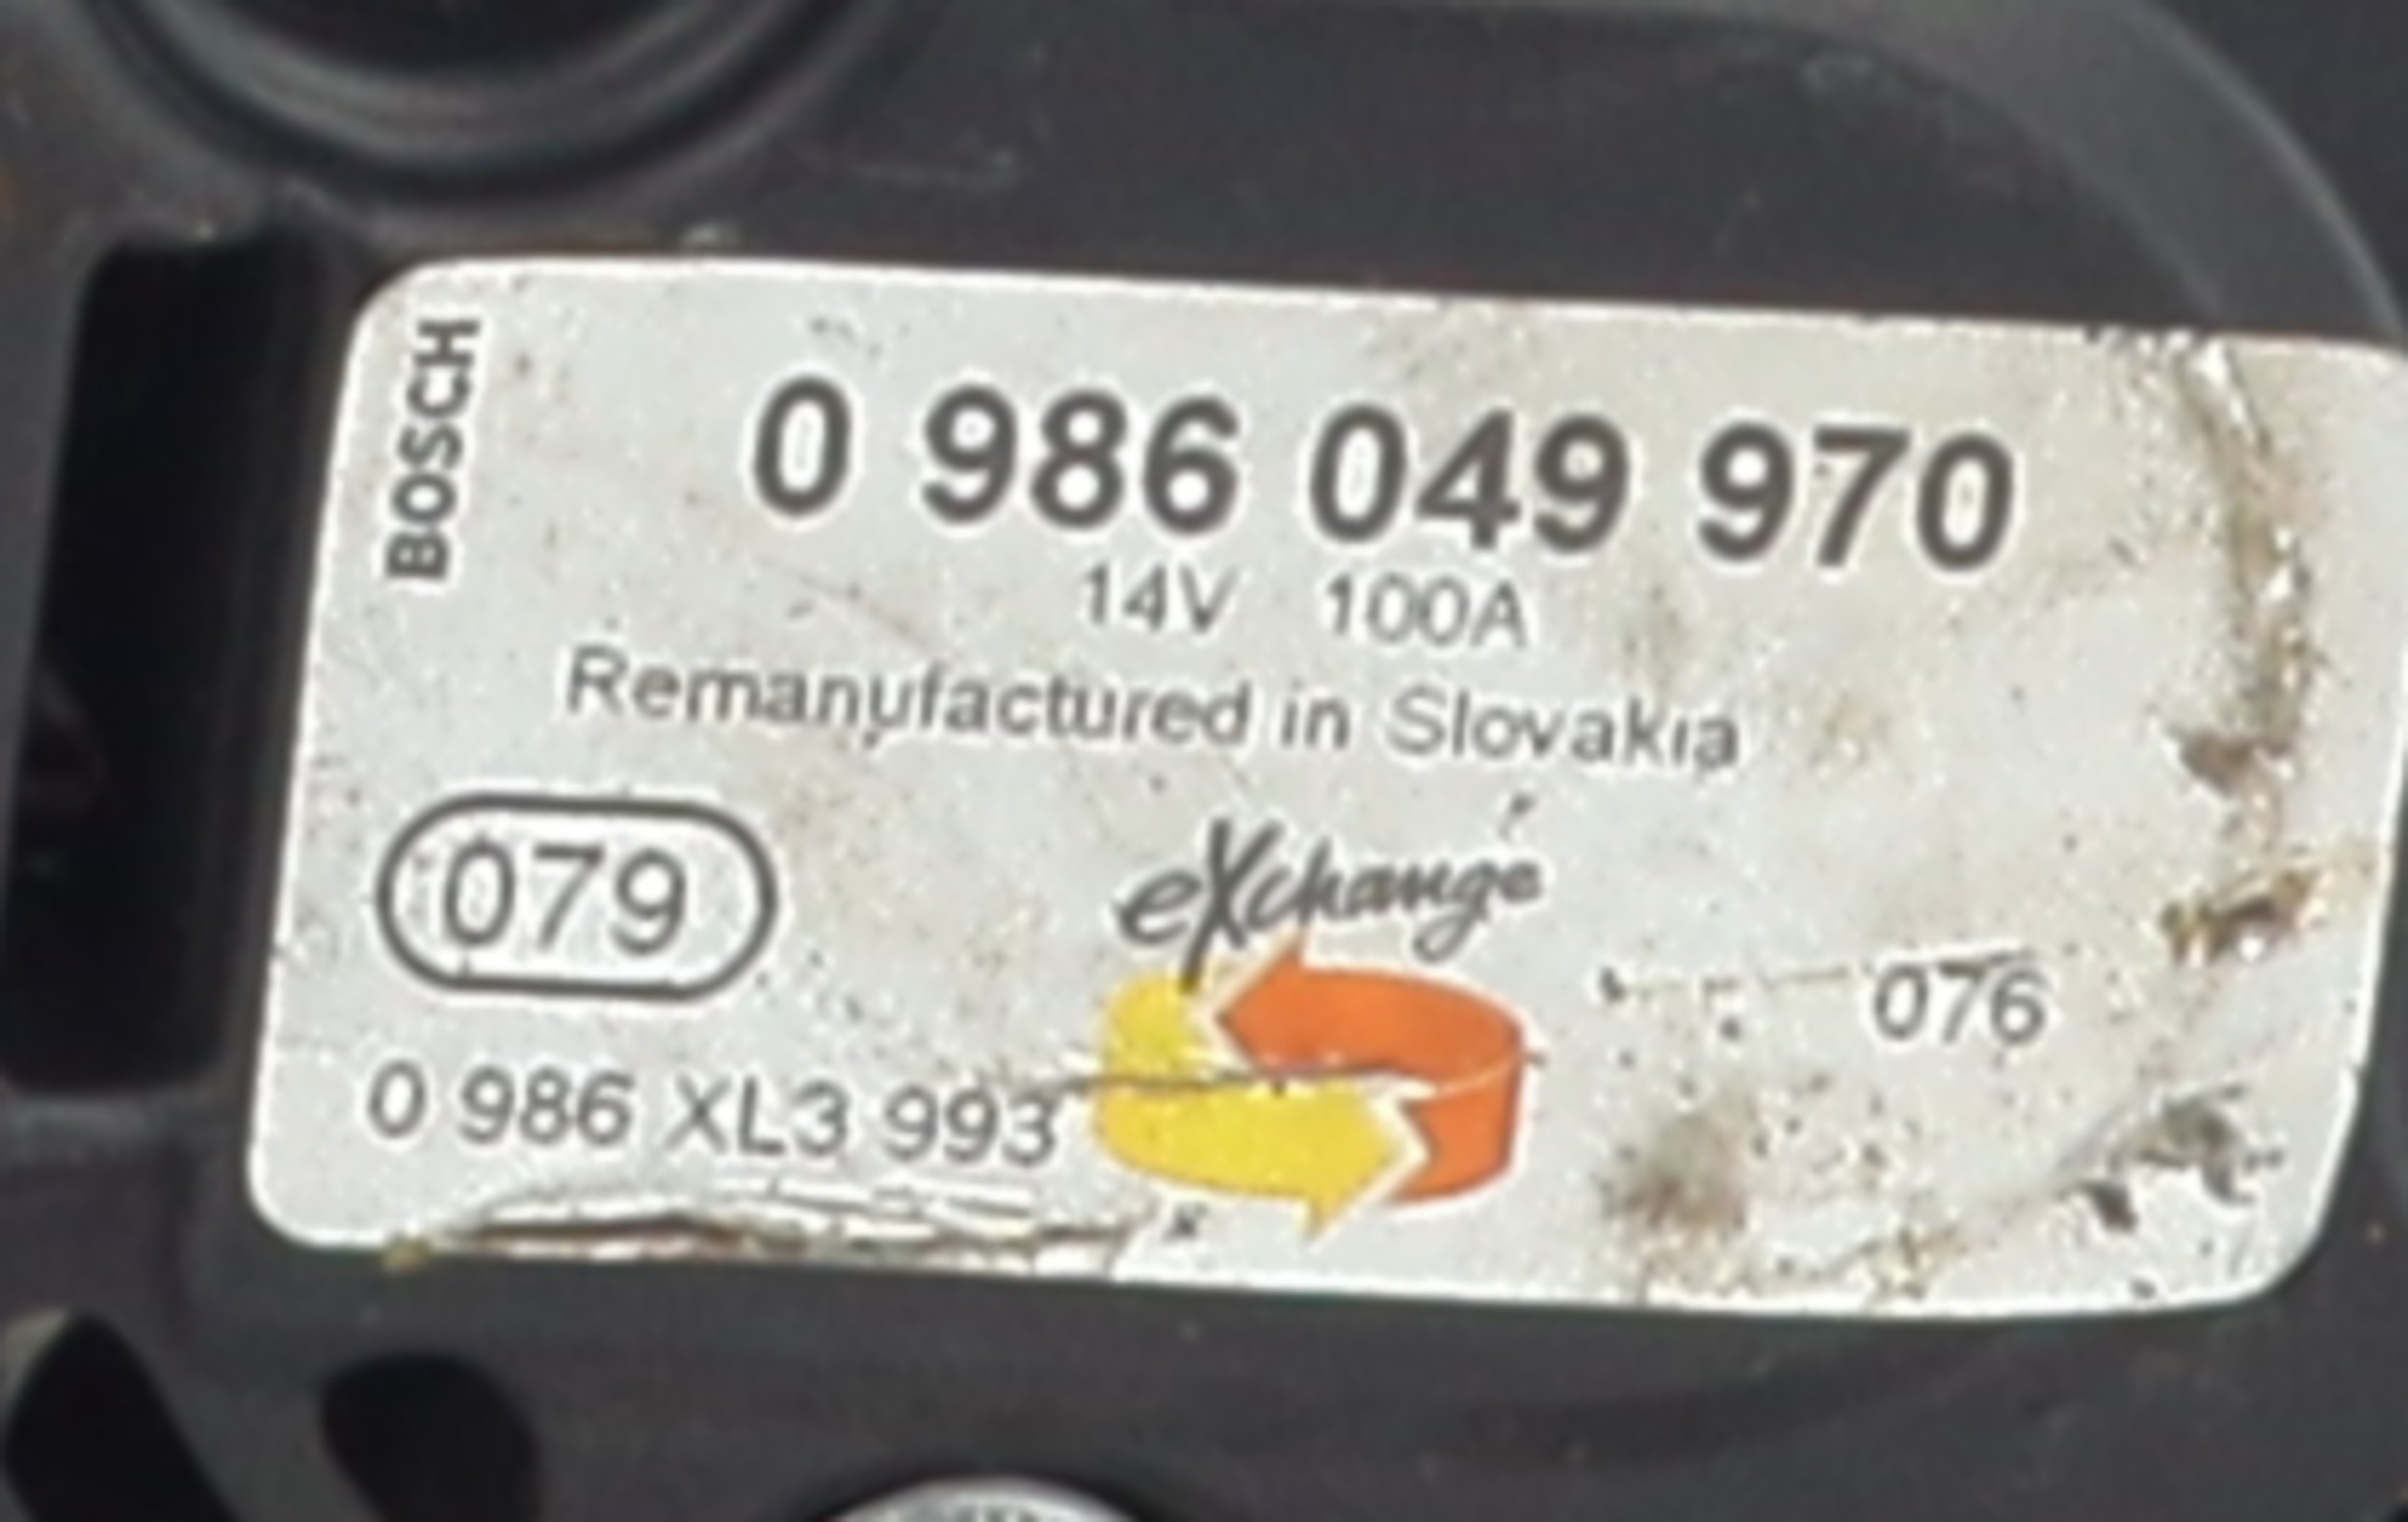 BOSCH
0 986 049 970
14V 100A
Remanufactured in Slovakia
079
eXchange
076
0 986 XL3 993